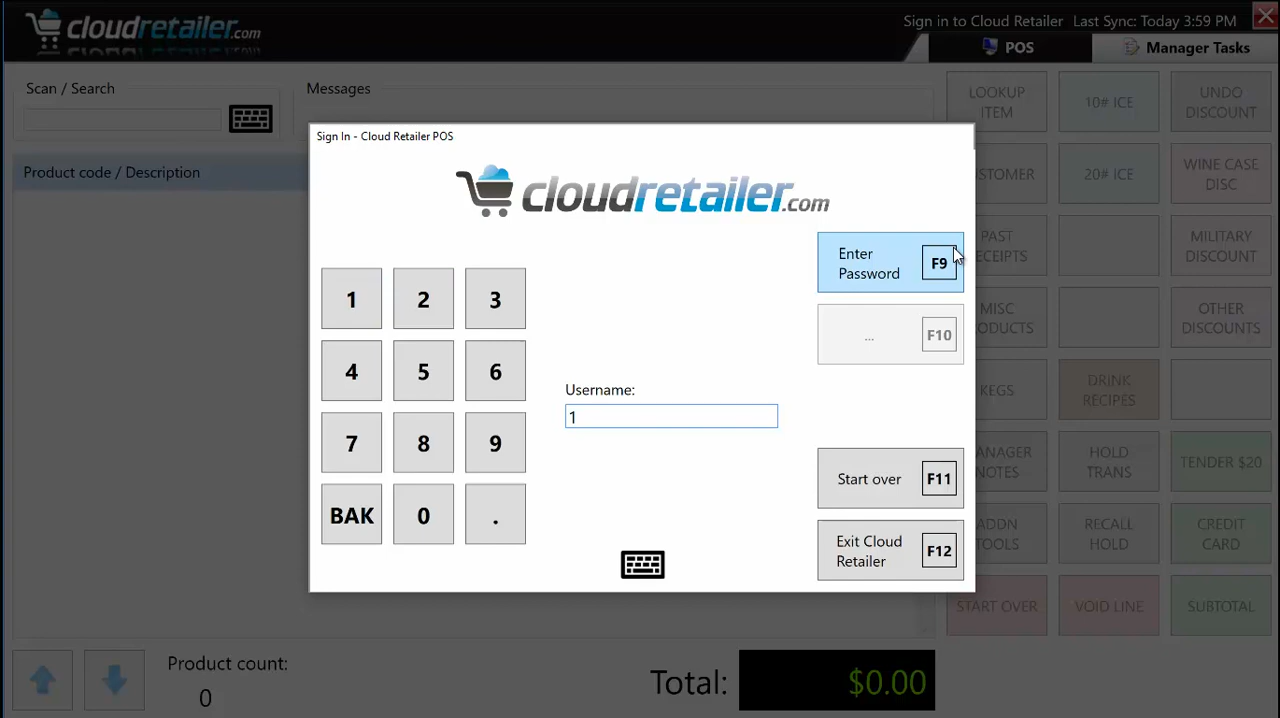 cloudretailer.com
Sign in to Cloud Retailer Last Sync: Today 3:59 PM
POS
Manager Tasks
Scan / Search
Messages
Product code / Description
Sign In - Cloud Retailer POS
cloudretailer.com
Enter Password F9
... F10
1 2 3
4 5 6
7 8 9
BAK 0 .
Username:
1
Start over F11
Exit Cloud Retailer F12
LOOKUP ITEM
10# ICE
UNDO DISCOUNT
20# ICE
WINE CASE DISC
PAST
MILITARY DISCOUNT
MISC
OTHER DISCOUNTS
KEGS
DRINK RECIPES
NOTES
HOLD TRANS
TENDER $20
ADDN TOOLS
RECALL HOLD
CREDIT CARD
START OVER
VOID LINE
SUBTOTAL
Product count:
0
Total: $0.00